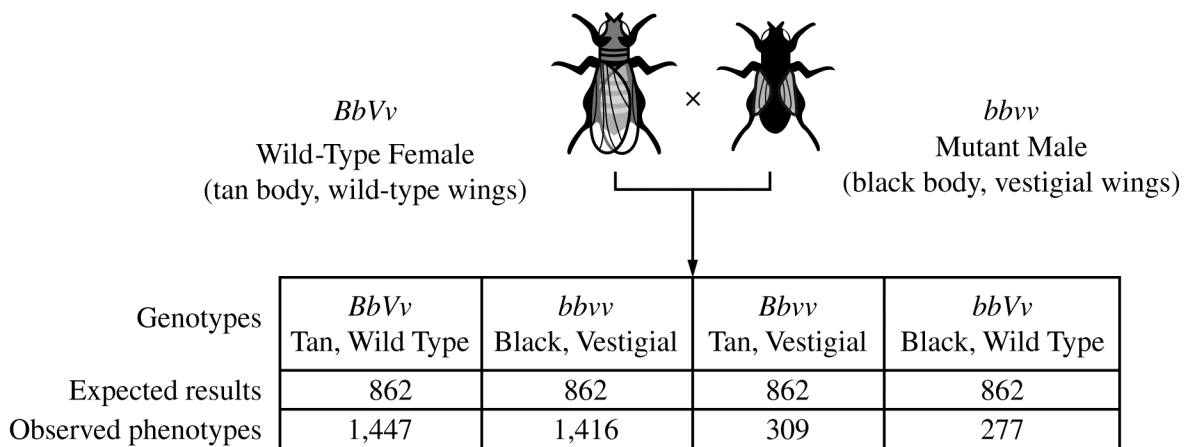 BbVv
Wild-Type Female
(tan body, wild-type wings)
×
bbvv
Mutant Male
(black body, vestigial wings)
Genotypes
BbVv
Tan, Wild Type
bbvv
Black, Vestigial
Bbvv
Tan, Vestigial
bbVv
Black, Wild Type
Expected results 862 862 862 862
Observed phenotypes 1,447 1,416 309 277